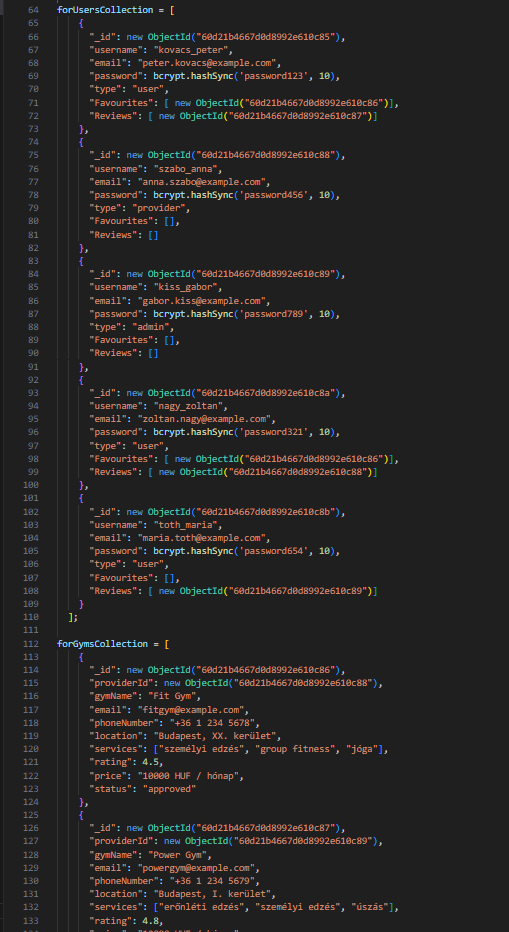 64 forUsersCollection = [
65 {
66 "_id": new ObjectId("60d21b4667d0d8992e610c85"),
67 "username": "kovacs_peter",
68 "email": "peter.kovacs@example.com",
69 "password": bcrypt.hashSync('password123', 10),
70 "type": "user",
71 "Favourites": [ new ObjectId("60d21b4667d0d8992e610c86")],
72 "Reviews": [ new ObjectId("60d21b4667d0d8992e610c87")]
73 },
74 {
75 "_id": new ObjectId("60d21b4667d0d8992e610c88"),
76 "username": "szabo_anna",
78 "email": "anna.szabo@example.com",
78 "password": bcrypt.hashSync('password456', 10),
79 "type": "provider",
80 "Favourites": [],
81 "Reviews": []
82 },
83 {
84 "_id": new ObjectId("60d21b4667d0d8992e610c89"),
85 "username": "kiss_gabor",
86 "email": "gabor.kiss@example.com",
87 "password": bcrypt.hashSync('password789', 10),
88 "type": "admin",
89 "Favourites": [],
90 "Reviews": []
91 },
92 {
93 "_id": new ObjectId("60d21b4667d0d8992e610c8a"),
94 "username": "nagy_zoltan",
95 "email": "zoltan.nagy@example.com",
96 "password": bcrypt.hashSync('password321', 10),
97 "type": "user",
98 "Favourites": [ new ObjectId("60d21b4667d0d8992e610c86")],
99 "Reviews": [ new ObjectId("60d21b4667d0d8992e610c88")]
100 },
101 {
102 "_id": new ObjectId("60d21b4667d0d8992e610c8b"),
103 "username": "toth_maria",
104 "email": "maria.toth@example.com",
105 "password": bcrypt.hashSync('password654', 10),
106 "type": "user",
107 "Favourites": [],
108 "Reviews": [ new ObjectId("60d21b4667d0d8992e610c89")]
109 }
110 ];
111
112 forGymsCollection = [
113 {
114 "_id": new ObjectId("60d21b4667d0d8992e610c86"),
115 "providerId": new ObjectId("60d21b4667d0d8992e610c88"),
116 "gymName": "Fit Gym",
117 "email": "fitgym@example.com",
118 "phoneNumber": "+36 1 234 5678",
119 "location": "Budapest, XX. kerület",
120 "services": ["személyi edzés", "group fitness", "jóga"],
121 "rating": 4.5,
122 "price": "10000 HUF / hónap",
123 "status": "approved"
124 },
125 {
126 "_id": new ObjectId("60d21b4667d0d8992e610c87"),
127 "providerId": new ObjectId("60d21b4667d0d8992e610c89"),
128 "gymName": "Power Gym",
129 "email": "powergym@example.com",
130 "phoneNumber": "+36 1 234 5679",
131 "location": "Budapest, I. kerület",
132 "services": ["erőnléti edzés", "személyi edzés", "úszás"],
133 "rating": 4.8,